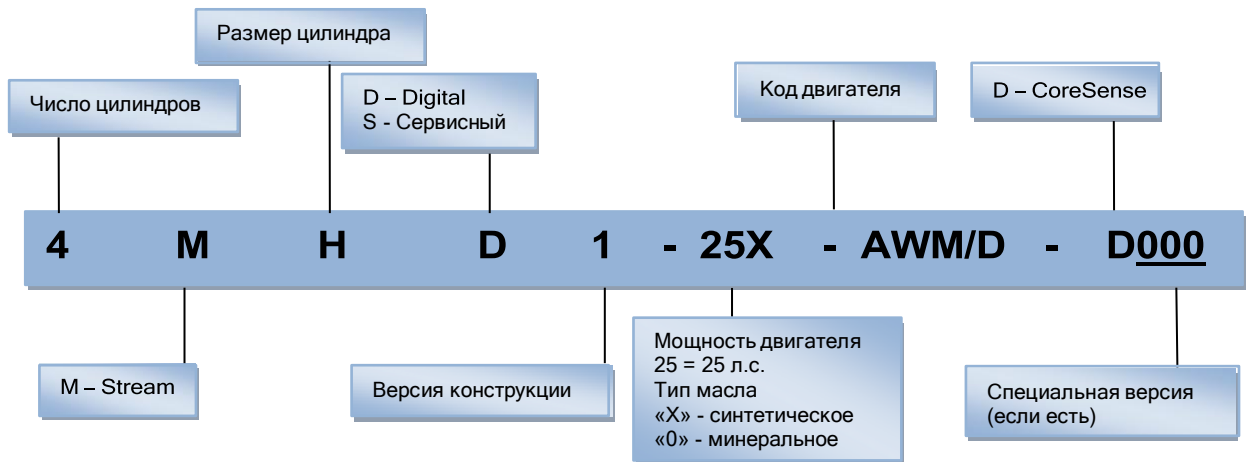 Размер цилиндра
Число цилиндров
D – Digital
S - Сервисный
Код двигателя
D – CoreSense
4 M H D 1 - 25X - AWM/D - D000
M – Stream
Версия конструкции
Мощность двигателя
25 = 25 л.с.
Тип масла
«X» - синтетическое
«0» - минеральное
Специальная версия
(если есть)